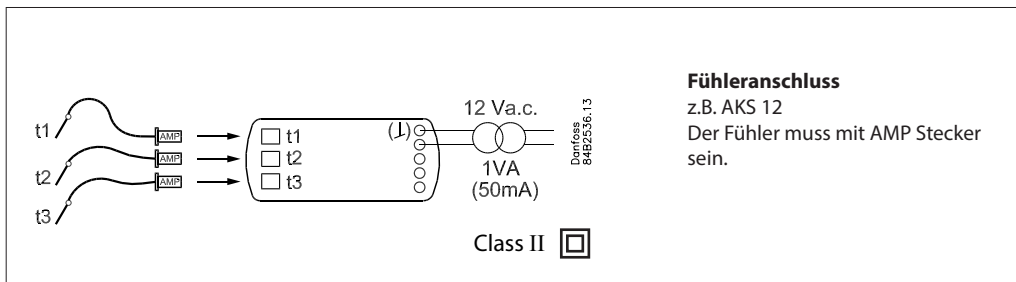 t1
t2
t3
AMP
AMP
AMP
t1
t2
t3
12 Va.c.
1VA
(50mA)
Danfoss
84B2536.13
Class II
Fühleranschluss
z.B. AKS 12
Der Fühler muss mit AMP Stecker
sein.